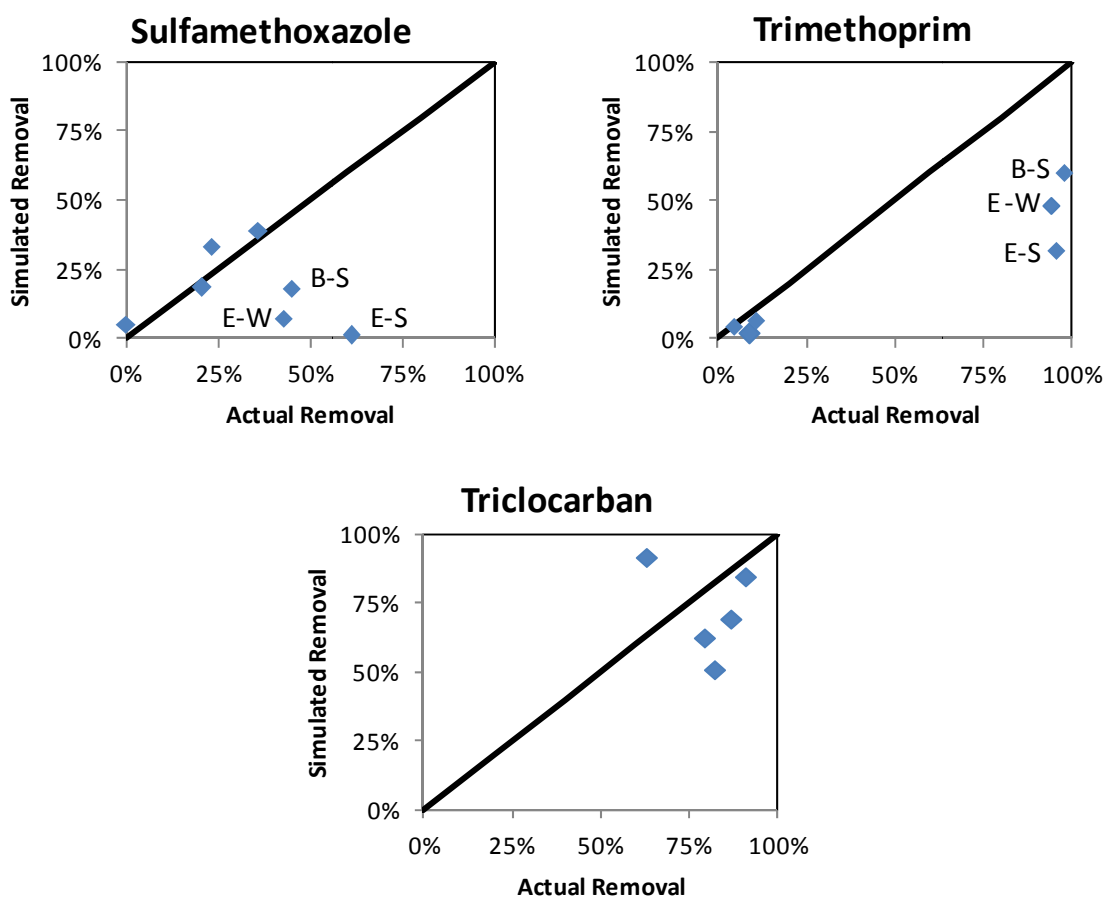 Sulfamethoxazole
100%
75%
50%
25%
0%
Simulated Removal
B-S
E-W
E-S
0% 25% 50% 75% 100%
Actual Removal
Trimethoprim
100%
75%
50%
25%
0%
Simulated Removal
B-S
E-W
E-S
0% 25% 50% 75% 100%
Actual Removal
Triclocarban
100%
75%
50%
25%
0%
Simulated Removal
0% 25% 50% 75% 100%
Actual Removal